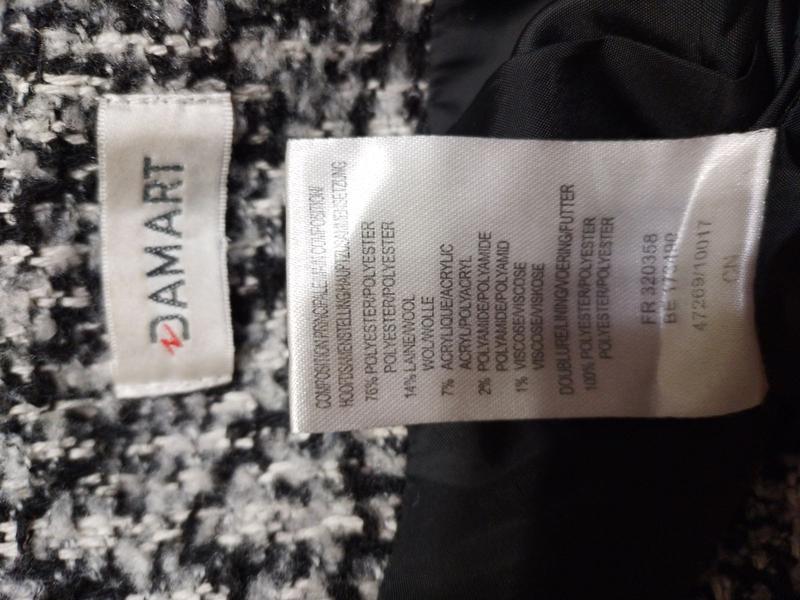 DAMART
COMPOSITION PRINCIPALE/MAIN COMPOSITION/
HOOFDSAMENSTELLING/HAUPTZUSAMMENSETZUNG
76% POLYESTER/POLYESTER
POLYESTER/POLYESTER
14% LAINE/WOOL
WOL/WOLLE
7% ACRYLIQUE/ACRYLIC
ACRYL/POLYACRYL
2% POLYAMIDE/POLYAMIDE
POLYAMIDE/POLYAMID
1% VISCOSE/VISCOSE
VISCOSE/VISKOSE
DOUBLURE/LINING/VOERING/FUTTER
100% POLYESTER/POLYESTER
POLYESTER/POLYESTER
FR 320358
BE
47269/10017
CN